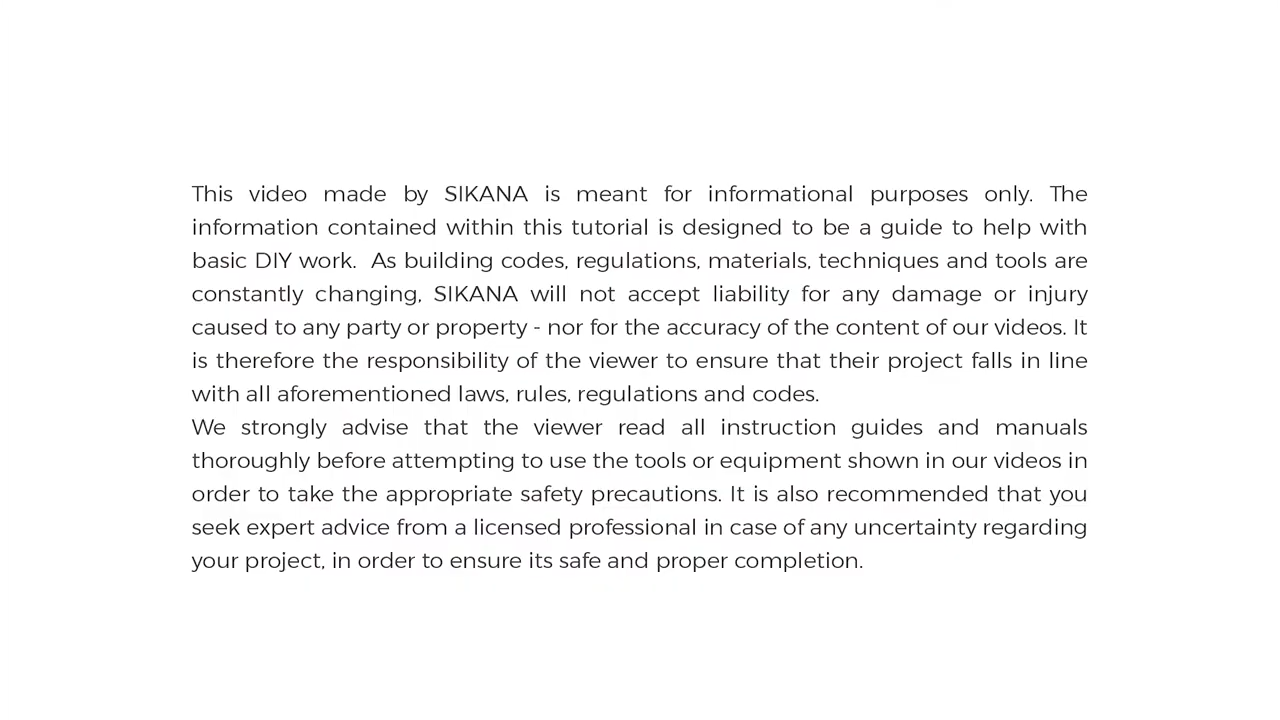 This video made by SIKANA is meant for informational purposes only. The
information contained within this tutorial is designed to be a guide to help with
basic DIY work.  As building codes, regulations, materials, techniques and tools are
constantly changing, SIKANA will not accept liability for any damage or injury
caused to any party or property - nor for the accuracy of the content of our videos. It
is therefore the responsibility of the viewer to ensure that their project falls in line
with all aforementioned laws, rules, regulations and codes.
We strongly advise that the viewer read all instruction guides and manuals
thoroughly before attempting to use the tools or equipment shown in our videos in
order to take the appropriate safety precautions. It is also recommended that you
seek expert advice from a licensed professional in case of any uncertainty regarding
your project, in order to ensure its safe and proper completion.